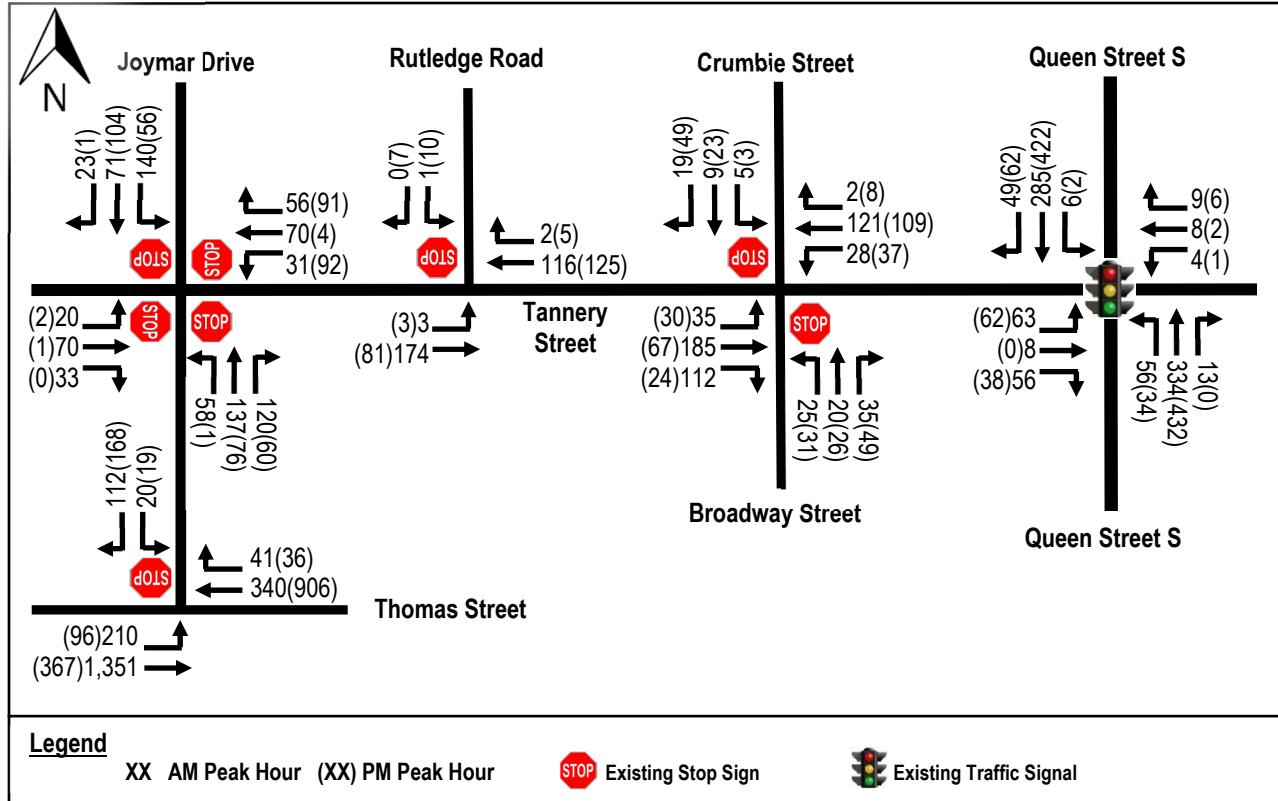 N
Joymar Drive
Rutledge Road
Crumbie Street
Queen Street S
23(1)
71(104)
140(56)
56(91)
70(4)
31(92)
STOP
STOP
STOP
STOP
(2)20
(1)70
(0)33
58(1)
137(76)
120(60)
0(7)
1(10)
STOP
2(5)
116(125)
(3)3
(81)174
Tannery
Street
19(49)
9(23)
5(3)
STOP
2(8)
121(109)
28(37)
(30)35
(67)185
(24)112
STOP
25(31)
20(26)
35(49)
Broadway Street
49(62)
285(422)
6(2)
9(6)
8(2)
4(1)
(62)63
(0)8
(38)56
56(34)
334(432)
13(0)
Queen Street S
112(168)
20(19)
STOP
41(36)
340(906)
Thomas Street
(96)210
(367)1,351
Legend
XX AM Peak Hour (XX) PM Peak Hour
STOP Existing Stop Sign
Existing Traffic Signal